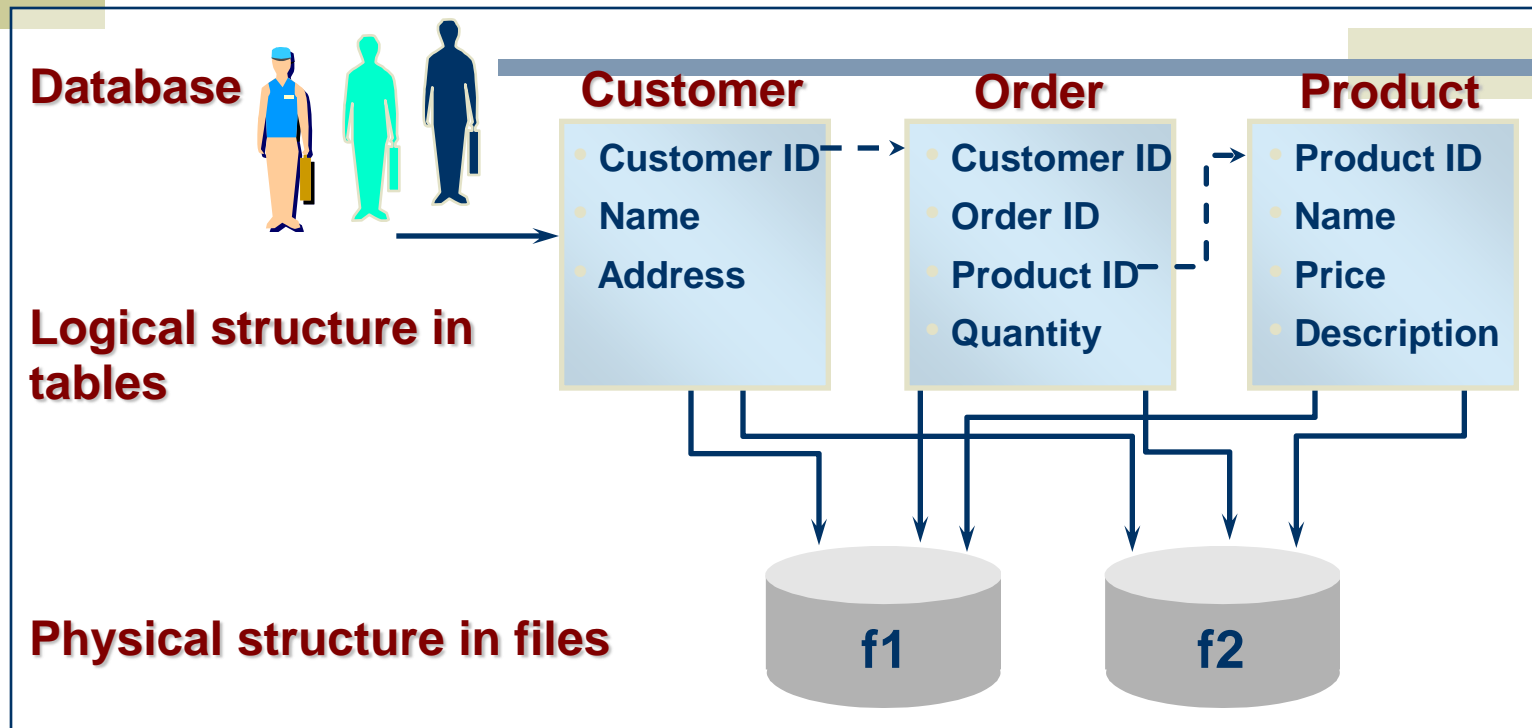 Database
Customer
Order
Product
Customer ID
Name
Address
Customer ID
Order ID
Product ID
Quantity
Product ID
Name
Price
Description
Logical structure in
tables
Physical structure in files
f1
f2